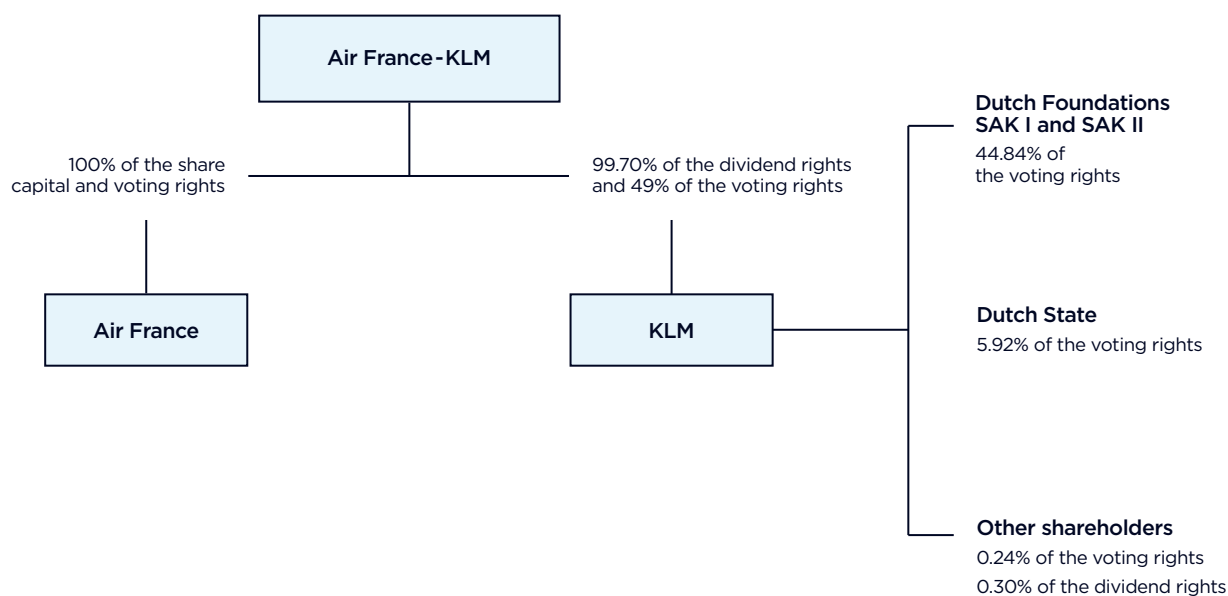 Air France-KLM
100% of the share
capital and voting rights
99.70% of the dividend rights
and 49% of the voting rights
Air France
KLM
Dutch Foundations
SAK I and SAK II
44.84% of
the voting rights
Dutch State
5.92% of the voting rights
Other shareholders
0.24% of the voting rights
0.30% of the dividend rights